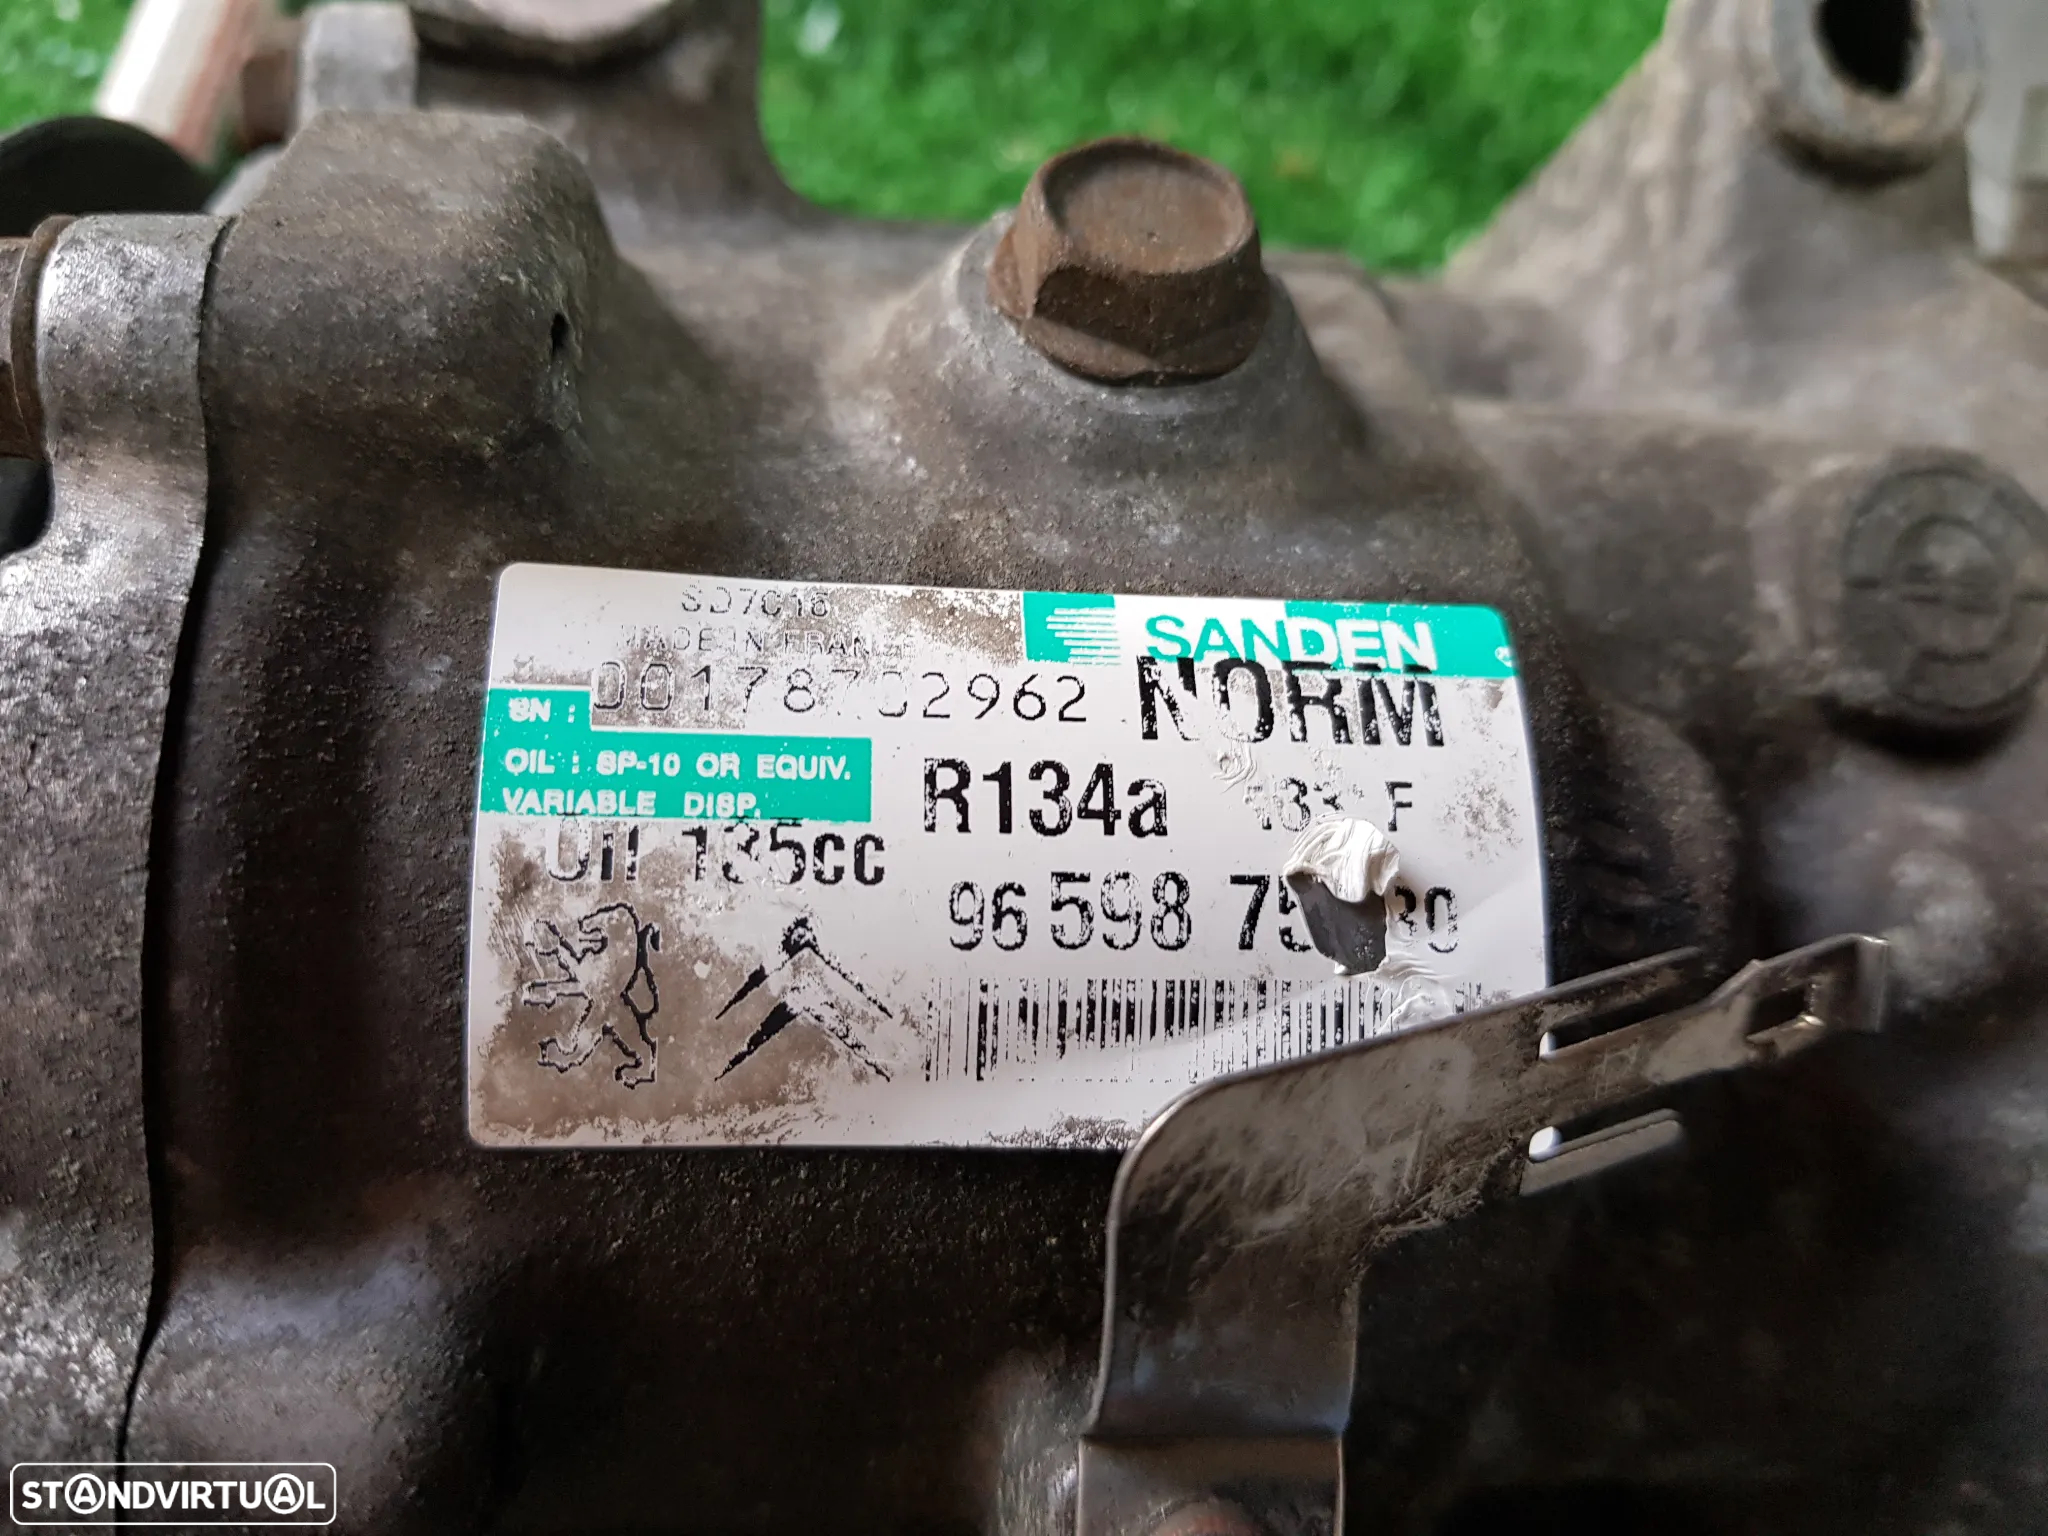 SD7C16
MADE IN FRANCE
SANDEN
SN : 00178702962
NORM
OIL : SP-10 OR EQUIV.
VARIABLE DISP.
R134a
Oil 135cc
96 598 75
STANDVIRTUAL